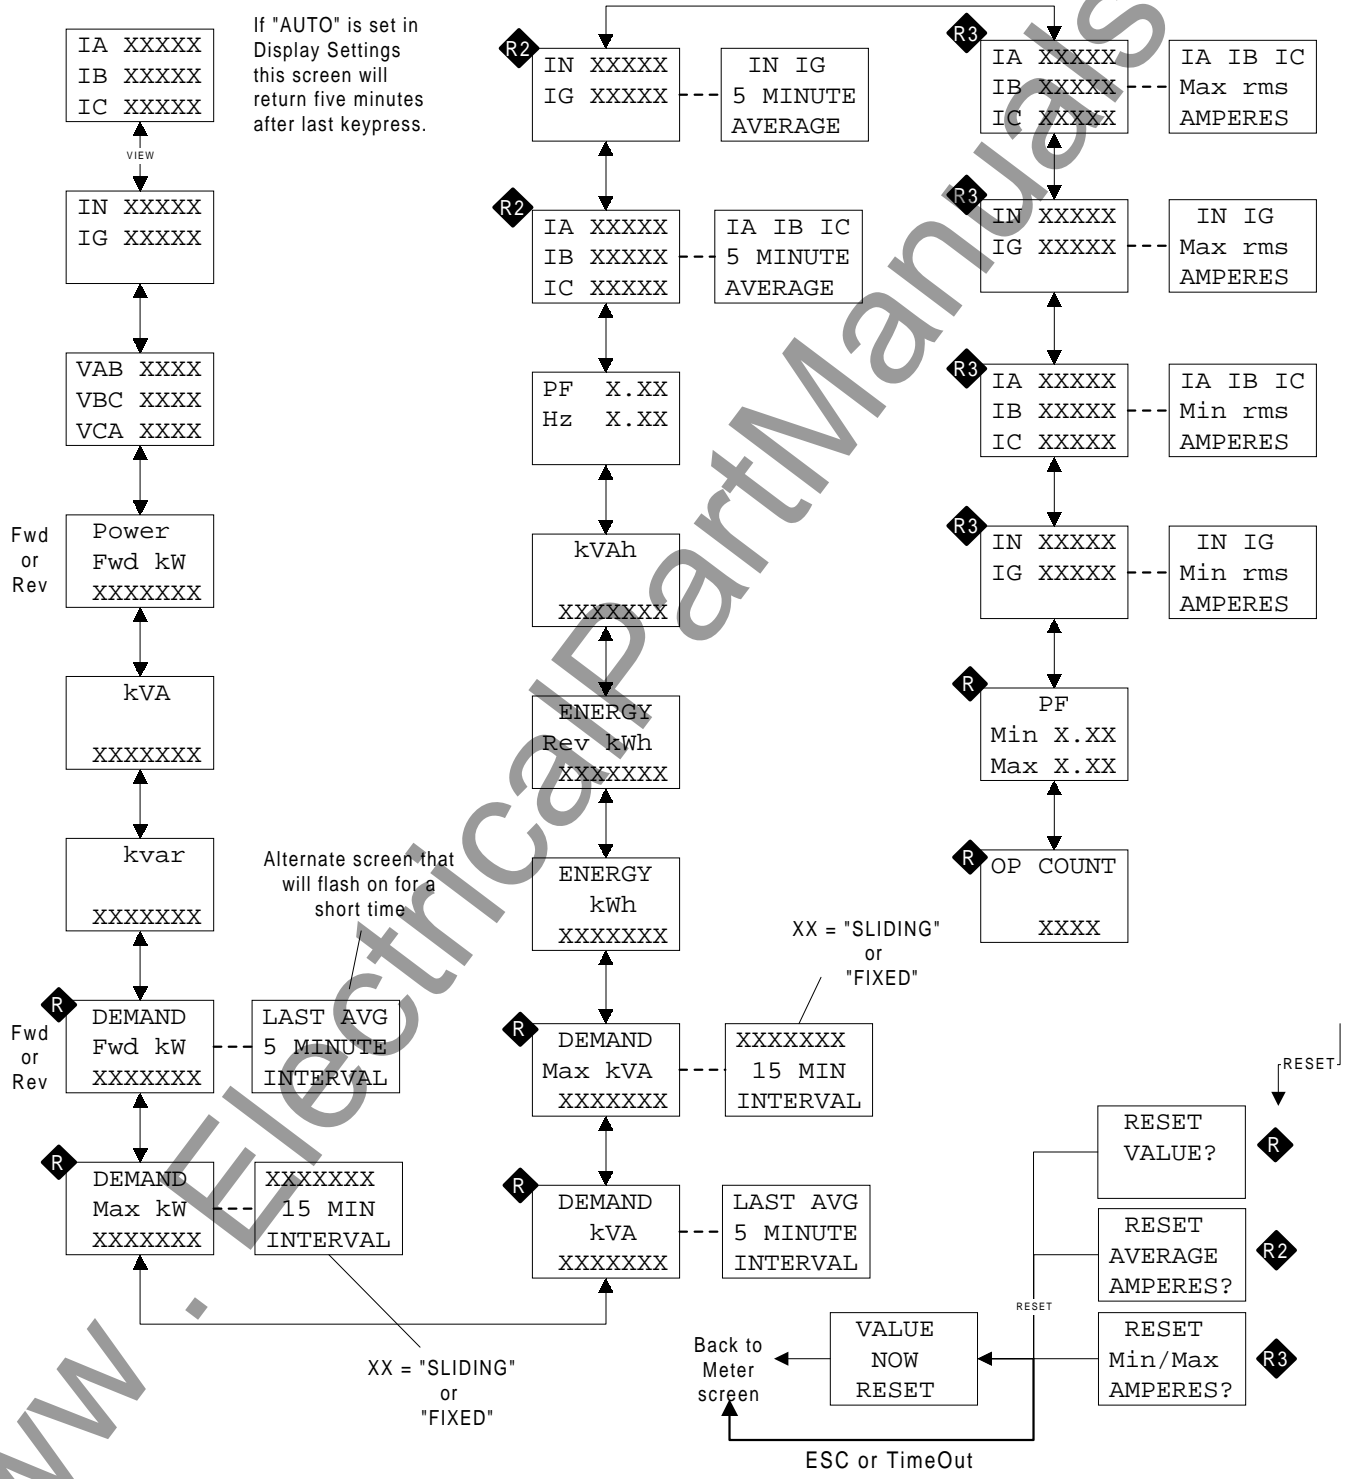 IA XXXXX
IB XXXXX
IC XXXXX
If "AUTO" is set in
Display Settings
this screen will
return five minutes
after last keypress.
VIEW
IN XXXXX
IG XXXXX
VAB XXXX
VBC XXXX
VCA XXXX
Fwd
or
Rev
Power
Fwd kW
XXXXXXX
kVA
XXXXXXX
kvar
XXXXXXX
Alternate screen that
will flash on for a
short time
Fwd
or
Rev
R
DEMAND
Fwd kW
XXXXXXX
LAST AVG
5 MINUTE
INTERVAL
R
DEMAND
Max kW
XXXXXXX
XXXXXXX
15 MIN
INTERVAL
XX = "SLIDING"
or
"FIXED"
R2
IN XXXXX
IG XXXXX
IN IG
5 MINUTE
AVERAGE
R2
IA XXXXX
IB XXXXX
IC XXXXX
IA IB IC
5 MINUTE
AVERAGE
PF X.XX
Hz X.XX
kVAh
XXXXXXX
ENERGY
Rev kWh
XXXXXXX
ENERGY
kWh
XXXXXXX
XX = "SLIDING"
or
"FIXED"
R
DEMAND
Max kVA
XXXXXXX
XXXXXXX
15 MIN
INTERVAL
R
DEMAND
kVA
XXXXXXX
LAST AVG
5 MINUTE
INTERVAL
R3
IA XXXXX
IB XXXXX
IC XXXXX
IA IB IC
Max rms
AMPERES
R3
IN XXXXX
IG XXXXX
IN IG
Max rms
AMPERES
R3
IA XXXXX
IB XXXXX
IC XXXXX
IA IB IC
Min rms
AMPERES
R3
IN XXXXX
IG XXXXX
IN IG
Min rms
AMPERES
R
PF
Min X.XX
Max X.XX
R
OP COUNT
XXXX
RESET
RESET
VALUE?
R
RESET
AVERAGE
AMPERES?
R2
RESET
RESET
Min/Max
AMPERES?
R3
VALUE
NOW
RESET
Back to
Meter
screen
ESC or TimeOut
ww . ElectricalPartManuals